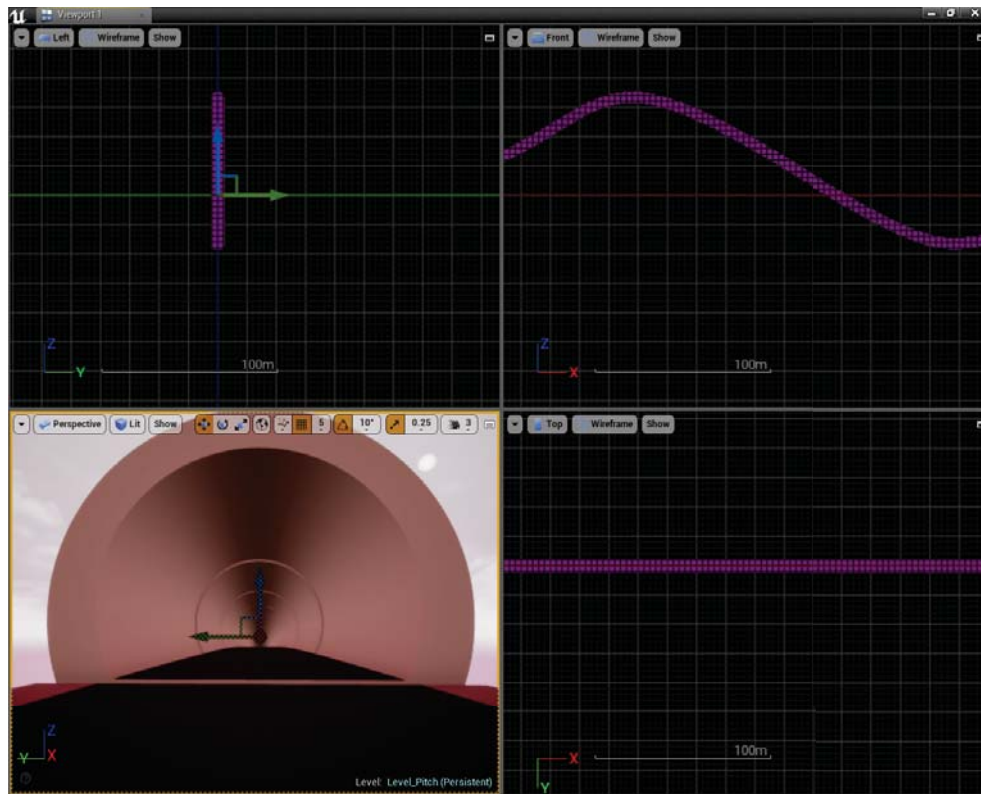 Viewport 1
Left Wireframe Show
Front Wireframe Show
Z
Y
100m
Z
X
100m
Perspective Lit Show 5 10° 0.25 3
Top Wireframe Show
Z
Y X
Level: Level_Pitch (Persistent)
X
Y
100m